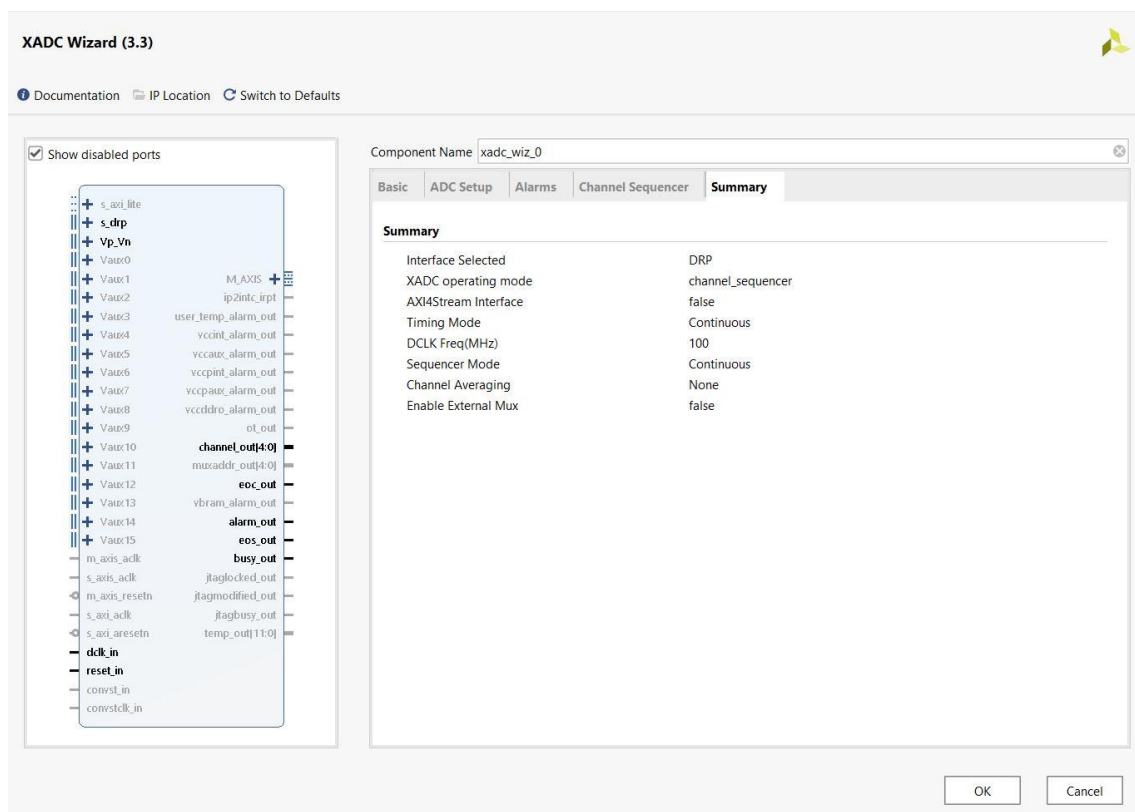 XADC Wizard (3.3)
Documentation IP Location Switch to Defaults
Show disabled ports
s_axi_lite
s_drp
Vp_Vn
Vaux0
Vaux1 M_AXIS
Vaux2 ip2intc_irpt
Vaux3 user_temp_alarm_out
Vaux4 vccint_alarm_out
Vaux5 vccaux_alarm_out
Vaux6 vccpint_alarm_out
Vaux7 vccpaux_alarm_out
Vaux8 vccddro_alarm_out
Vaux9 ot_out
Vaux10 channel_out[4:0]
Vaux11 muxaddr_out[4:0]
Vaux12 eoc_out
Vaux13 vbram_alarm_out
Vaux14 alarm_out
Vaux15 eos_out
m_axis_aclk busy_out
s_axis_aclk jtaglocked_out
m_axis_resetn jtagmodified_out
s_axi_aclk jtagbusy_out
s_axi_aresetn temp_out[11:0]
dclk_in
reset_in
convst_in
convstclk_in
Component Name xadc_wiz_0
Basic ADC Setup Alarms Channel Sequencer Summary
Summary
Interface Selected DRP
XADC operating mode channel_sequencer
AXI4Stream Interface false
Timing Mode Continuous
DCLK Freq(MHz) 100
Sequencer Mode Continuous
Channel Averaging None
Enable External Mux false
OK Cancel